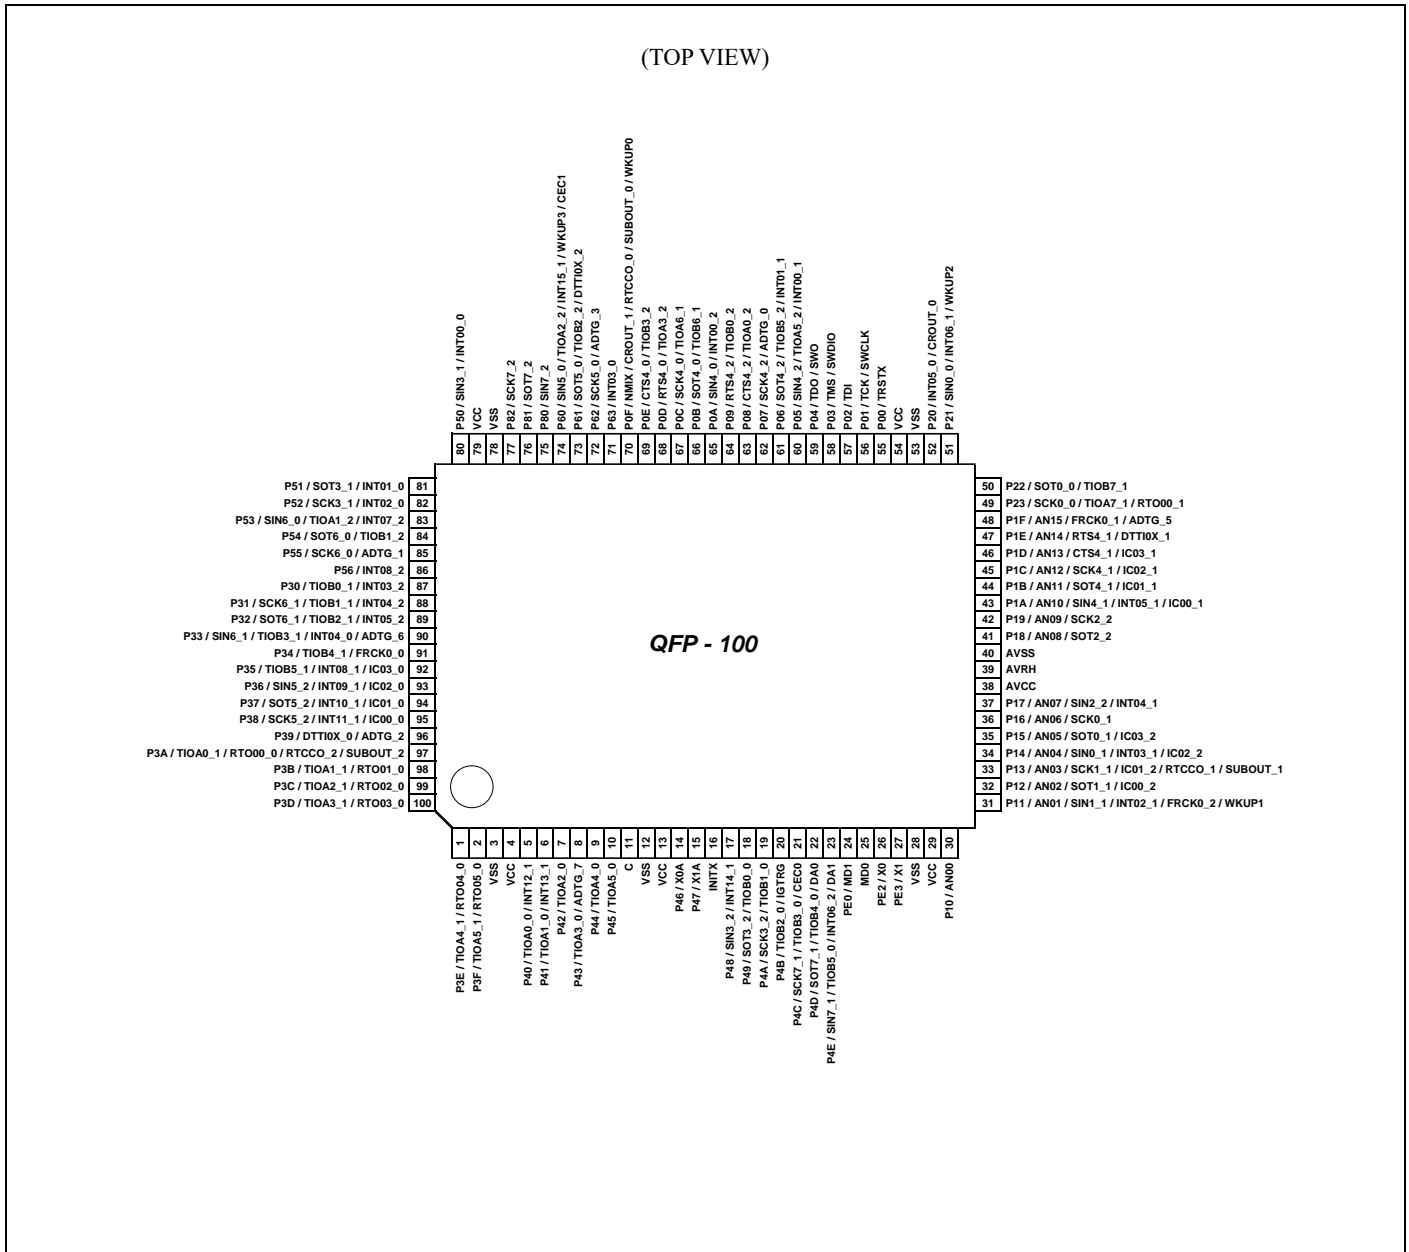 (TOP VIEW)
P50 / SIN3_1 / INT00_0
VCC
VSS
P82 / SCK7_2
P81 / SOT7_2
P80 / SIN7_2
P60 / SIN5_0 / TIOA2_2 / INT15_1 / WKUP3 / CEC1
P61 / SOT5_0 / TIOB2_2 / DTTI0X_2
P62 / SCK5_0 / ADTG_3
P63 / INT03_0
P0F / NMIX / CROUT_1 / RTCCO_0 / SUBOUT_0 / WKUP0
P0E / CTS4_0 / TIOB3_2
P0D / RTS4_0 / TIOA3_2
P0C / SCK4_0 / TIOA6_1
P0B / SOT4_0 / TIOB6_1
P0A / SIN4_0 / INT00_2
P09 / RTS4_2 / TIOB0_2
P08 / CTS4_2 / TIOA0_2
P07 / SCK4_2 / ADTG_0
P06 / SOT4_2 / TIOB5_2 / INT01_1
P05 / SIN4_2 / TIOA5_2 / INT00_1
P04 / TDO / SWO
P03 / TMS / SWDIO
P02 / TDI
P01 / TCK / SWCLK
P00 / TRSTX
VCC
VSS
P20 / INT05_0 / CROUT_0
P21 / SIN0_0 / INT06_1 / WKUP2
80 79 78 77 76 75 74 73 72 71 70 69 68 67 66 65 64 63 62 61 60 59 58 57 56 55 54 53 52 51
P51 / SOT3_1 / INT01_0 81
P52 / SCK3_1 / INT02_0 82
P53 / SIN6_0 / TIOA1_2 / INT07_2 83
P54 / SOT6_0 / TIOB1_2 84
P55 / SCK6_0 / ADTG_1 85
P56 / INT08_2 86
P30 / TIOB0_1 / INT03_2 87
P31 / SCK6_1 / TIOB1_1 / INT04_2 88
P32 / SOT6_1 / TIOB2_1 / INT05_2 89
P33 / SIN6_1 / TIOB3_1 / INT04_0 / ADTG_6 90
P34 / TIOB4_1 / FRCK0_0 91
P35 / TIOB5_1 / INT08_1 / IC03_0 92
P36 / SIN5_2 / INT09_1 / IC02_0 93
P37 / SOT5_2 / INT10_1 / IC01_0 94
P38 / SCK5_2 / INT11_1 / IC00_0 95
P39 / DTTI0X_0 / ADTG_2 96
P3A / TIOA0_1 / RTO00_0 / RTCCO_2 / SUBOUT_2 97
P3B / TIOA1_1 / RTO01_0 98
P3C / TIOA2_1 / RTO02_0 99
P3D / TIOA3_1 / RTO03_0 100
QFP - 100
50 P22 / SOT0_0 / TIOB7_1
49 P23 / SCK0_0 / TIOA7_1 / RTO00_1
48 P1F / AN15 / FRCK0_1 / ADTG_5
47 P1E / AN14 / RTS4_1 / DTTI0X_1
46 P1D / AN13 / CTS4_1 / IC03_1
45 P1C / AN12 / SCK4_1 / IC02_1
44 P1B / AN11 / SOT4_1 / IC01_1
43 P1A / AN10 / SIN4_1 / INT05_1 / IC00_1
42 P19 / AN09 / SCK2_2
41 P18 / AN08 / SOT2_2
40 AVSS
39 AVRH
38 AVCC
37 P17 / AN07 / SIN2_2 / INT04_1
36 P16 / AN06 / SCK0_1
35 P15 / AN05 / SOT0_1 / IC03_2
34 P14 / AN04 / SIN0_1 / INT03_1 / IC02_2
33 P13 / AN03 / SCK1_1 / IC01_2 / RTCCO_1 / SUBOUT_1
32 P12 / AN02 / SOT1_1 / IC00_2
31 P11 / AN01 / SIN1_1 / INT02_1 / FRCK0_2 / WKUP1
1 2 3 4 5 6 7 8 9 10 11 12 13 14 15 16 17 18 19 20 21 22 23 24 25 26 27 28 29 30
P3E / TIOA4_1 / RTO04_0
P3F / TIOA5_1 / RTO05_0
VSS
VCC
P40 / TIOA0_0 / INT12_1
P41 / TIOA1_0 / INT13_1
P42 / TIOA2_0
P43 / TIOA3_0 / ADTG_7
P44 / TIOA4_0
P45 / TIOA5_0
C
VSS
VCC
P46 / X0A
P47 / X1A
INITX
P48 / SIN3_2 / INT14_1
P49 / SOT3_2 / TIOB0_0
P4A / SCK3_2 / TIOB1_0
P4B / TIOB2_0 / IGTRG
P4C / SCK7_1 / TIOB3_0 / CEC0
P4D / SOT7_1 / TIOB4_0 / DA0
P4E / SIN7_1 / TIOB5_0 / INT06_2 / DA1
PE0 / MD1
MD0
PE2 / X0
PE3 / X1
VSS
VCC
P10 / AN00